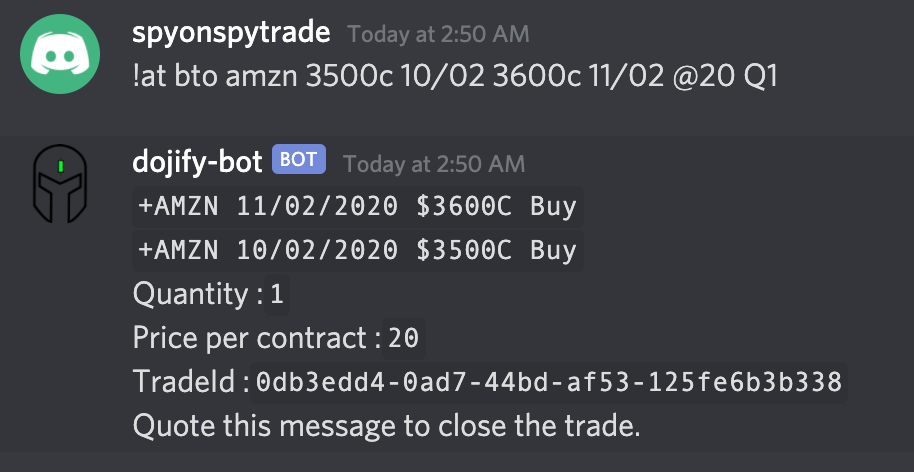 spyonspytrade Today at 2:50 AM
!at bto amzn 3500c 10/02 3600c 11/02 @20 Q1
dojify-bot BOT Today at 2:50 AM
+AMZN 11/02/2020 $3600C Buy
+AMZN 10/02/2020 $3500C Buy
Quantity : 1
Price per contract : 20
TradeId : 0db3edd4-0ad7-44bd-af53-125fe6b3b338
Quote this message to close the trade.